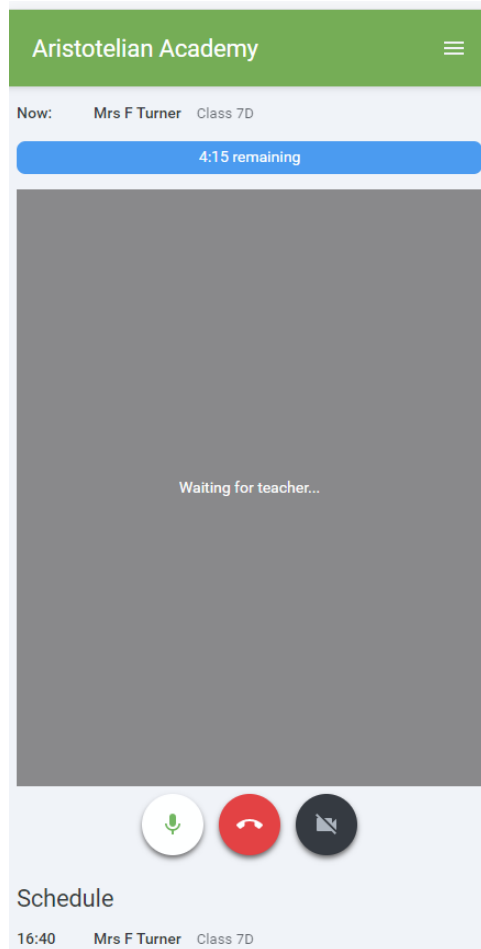 Aristotelian Academy
Now: Mrs F Turner Class 7D
4:15 remaining
Waiting for teacher...
Schedule
16:40 Mrs F Turner Class 7D